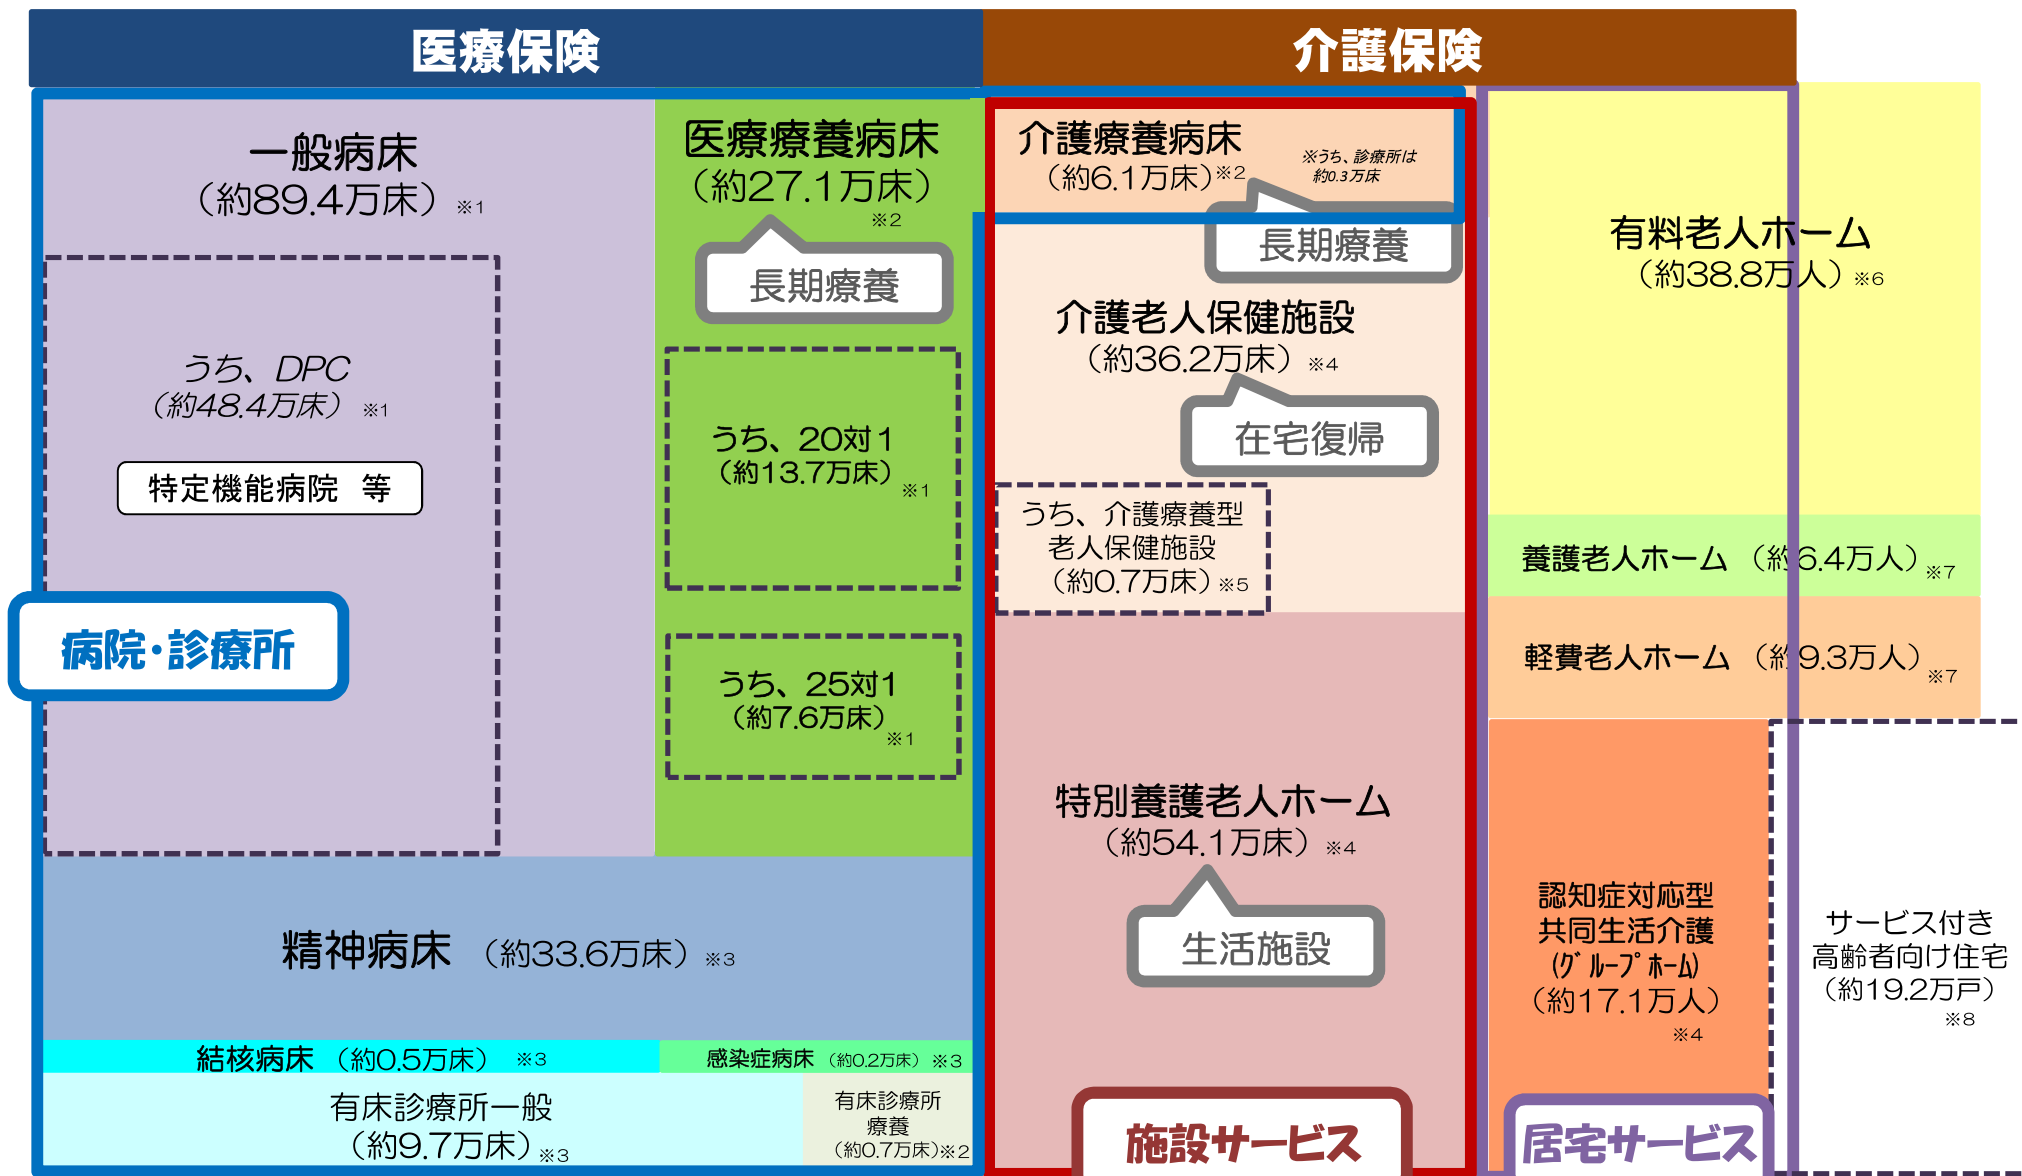 医療保険
介護保険
一般病床
（約89.4万床）※1
うち、DPC
（約48.4万床）※1
特定機能病院　等
病院・診療所
医療療養病床
（約27.1万床）
※2
長期療養
うち、20対1
（約13.7万床）
※1
うち、25対1
（約7.6万床）
※1
精神病床（約33.6万床）※3
結核病床（約0.5万床）※3
感染症病床（約0.2万床）※3
有床診療所一般
（約9.7万床）※3
有床診療所
療養
（約0.7万床）※2
介護療養病床
（約6.1万床）※2
※うち、診療所は
約0.3万床
長期療養
介護老人保健施設
（約36.2万床）※4
在宅復帰
うち、介護療養型
老人保健施設
（約0.7万床）※5
特別養護老人ホーム
（約54.1万床）※4
生活施設
施設サービス
有料老人ホーム
（約38.8万人）※6
養護老人ホーム（約6.4万人）※7
軽費老人ホーム（約9.3万人）※7
認知症対応型
共同生活介護
(ｸﾞﾙｰﾌﾟﾎｰﾑ)
（約17.1万人）
※4
サービス付き
高齢者向け住宅
（約19.2万戸）
※8
居宅サービス